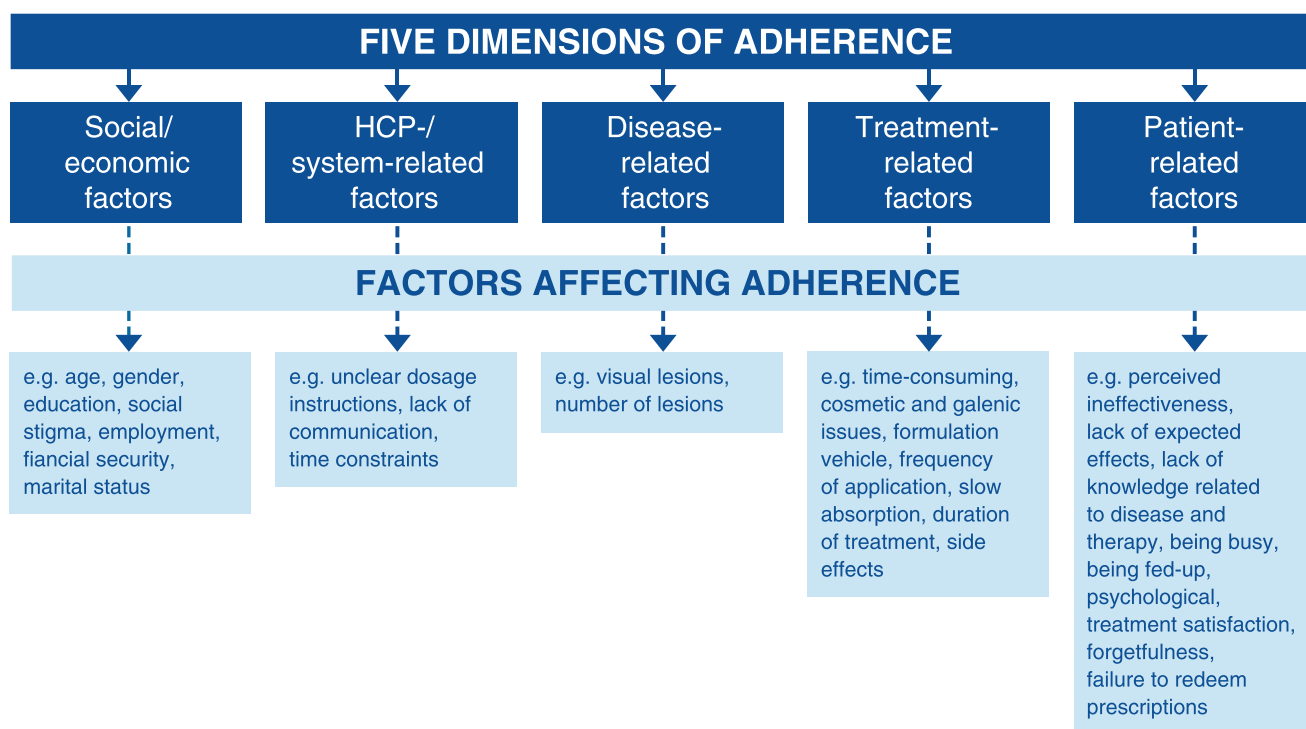 FIVE DIMENSIONS OF ADHERENCE
Social/
economic
factors
HCP-/
system-related
factors
Disease-
related
factors
Treatment-
related
factors
Patient-
related
factors
FACTORS AFFECTING ADHERENCE
e.g. age, gender,
education, social
stigma, employment,
fiancial security,
marital status
e.g. unclear dosage
instructions, lack of
communication,
time constraints
e.g. visual lesions,
number of lesions
e.g. time-consuming,
cosmetic and galenic
issues, formulation
vehicle, frequency
of application, slow
absorption, duration
of treatment, side
effects
e.g. perceived
ineffectiveness,
lack of expected
effects, lack of
knowledge related
to disease and
therapy, being busy,
being fed-up,
psychological,
treatment satisfaction,
forgetfulness,
failure to redeem
prescriptions